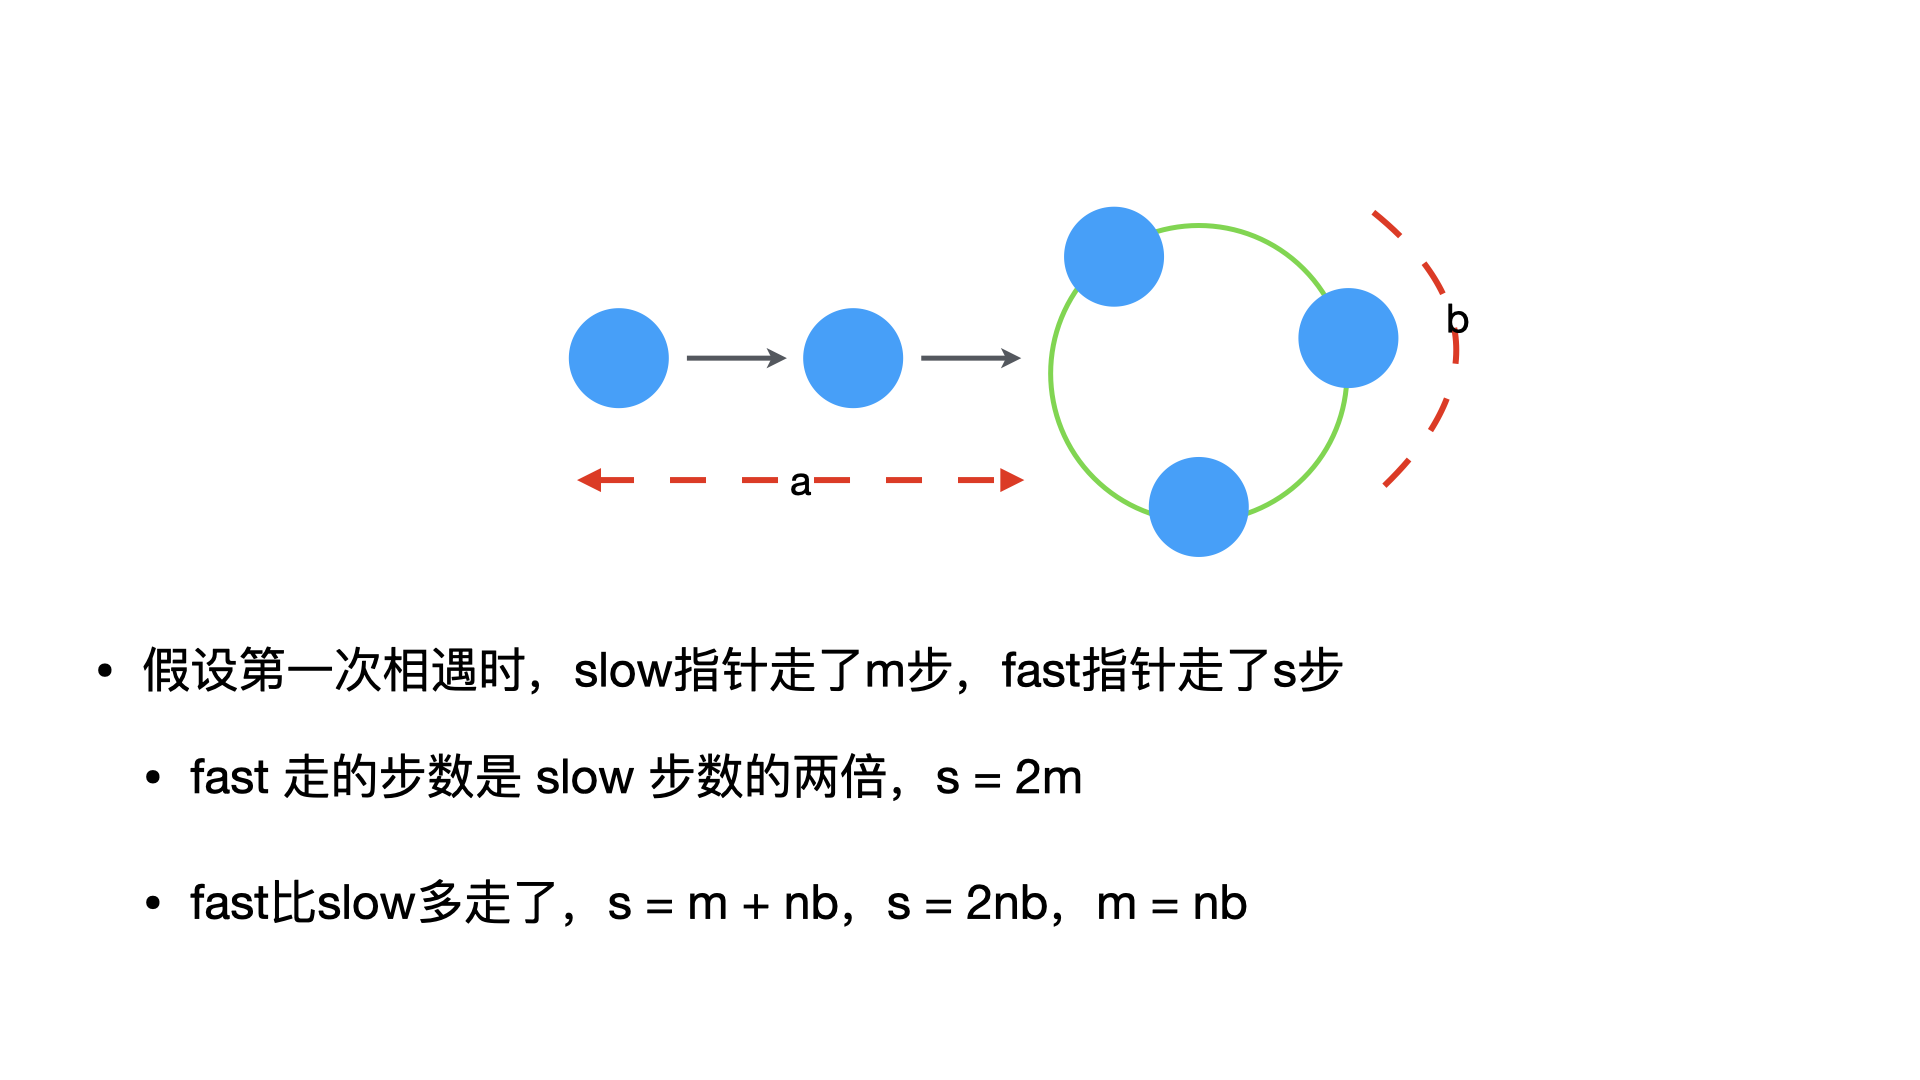 b
a
• 假设第一次相遇时，slow指针走了m步，fast指针走了s步
• fast 走的步数是 slow 步数的两倍，s = 2m
• fast比slow多走了，s = m + nb，s = 2nb，m = nb